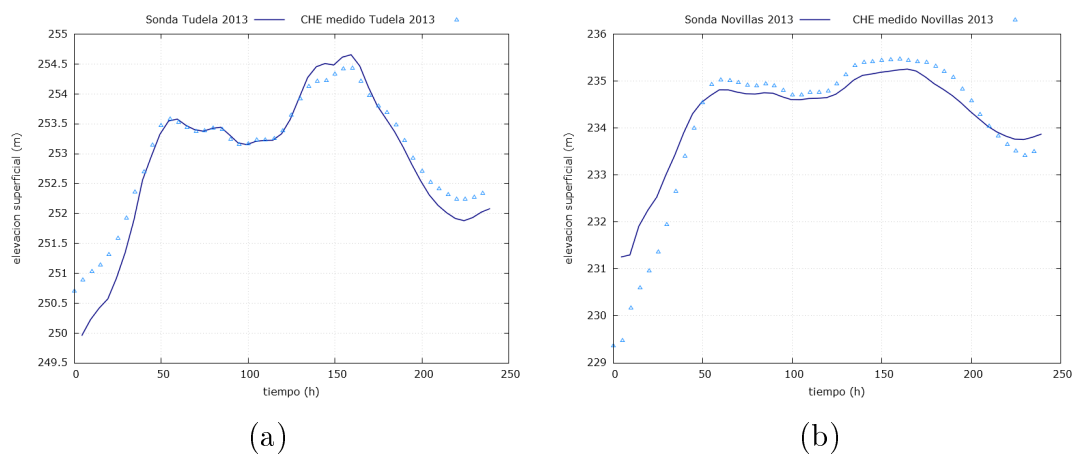 Sonda Tudela 2013 CHE medido Tudela 2013
255
254.5
254
253.5
253
252.5
252
251.5
251
250.5
250
249.5
elevacion superficial (m)
0 50 100 150 200 250
tiempo (h)
(a)
Sonda Novillas 2013 CHE medido Novillas 2013
236
235
234
233
232
231
230
229
elevacion superficial (m)
0 50 100 150 200 250
tiempo (h)
(b)